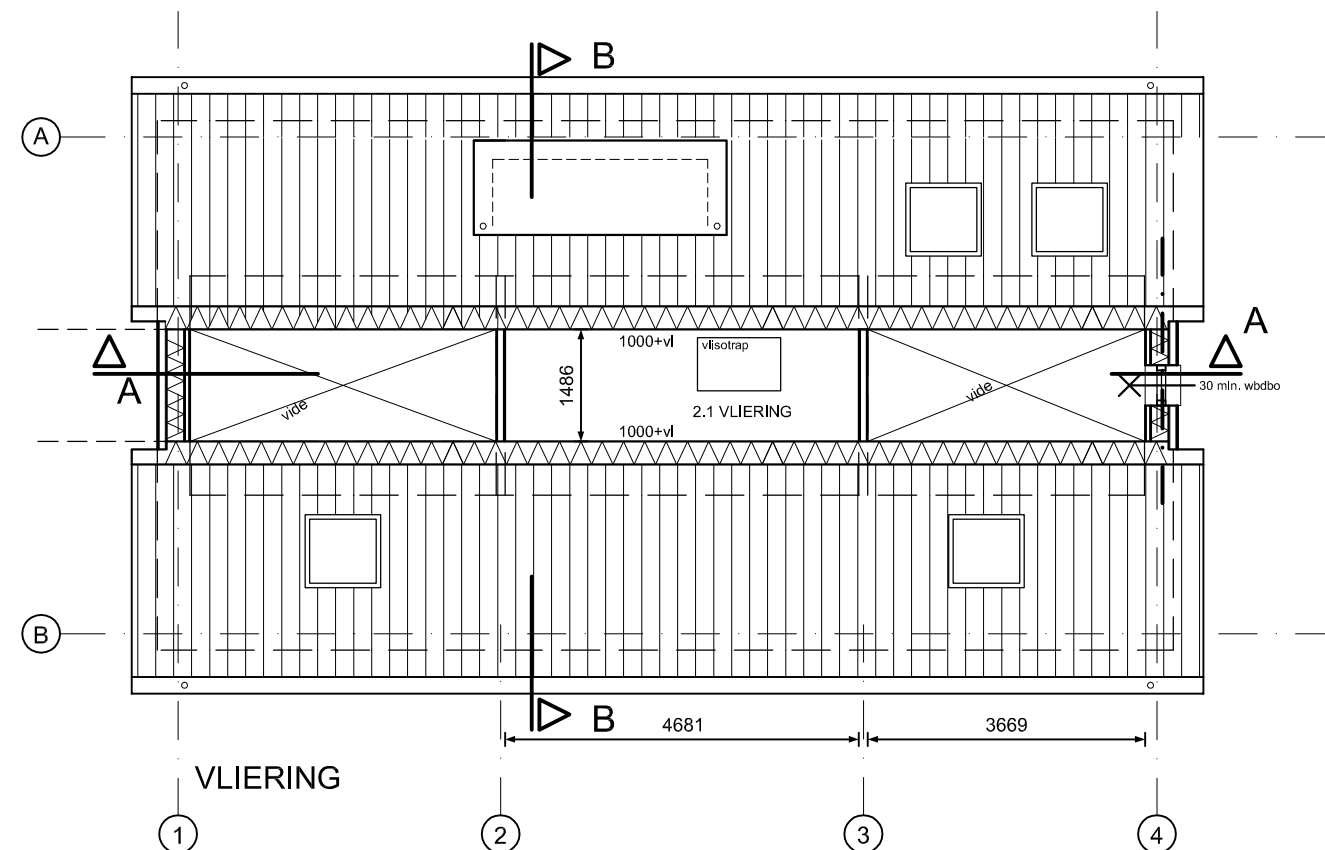 B
A
1000+vl
vlisotrap
A
A
1486
vide
2.1 VLIERING
vide
30 min. wbdbo
1000+vl
B
B
4681
3669
VLIERING
1
2
3
4